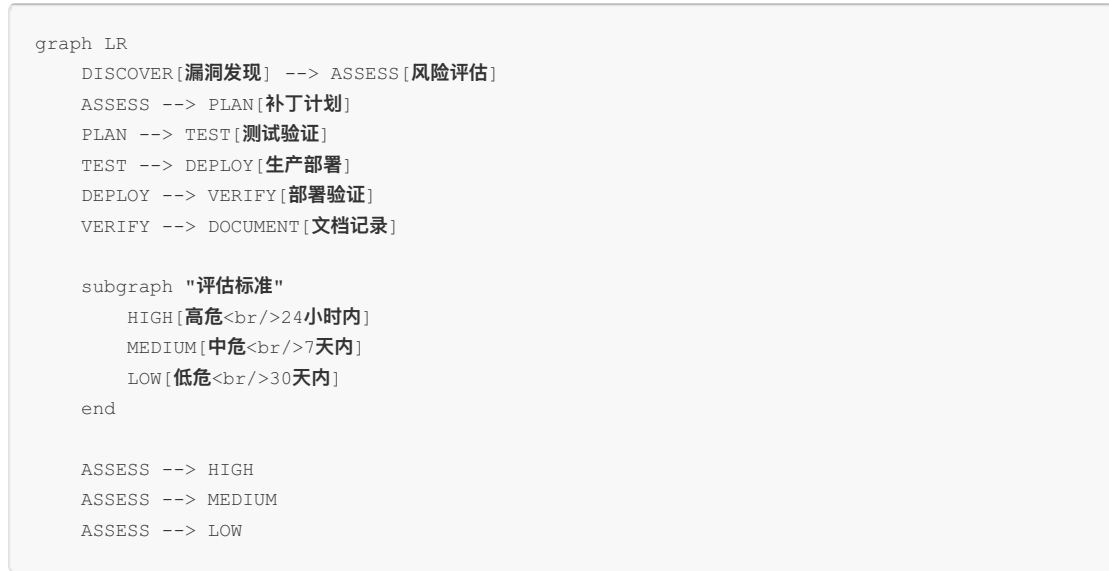 graph LR
    DISCOVER[漏洞发现] --> ASSESS[风险评估]
    ASSESS --> PLAN[补丁计划]
    PLAN --> TEST[测试验证]
    TEST --> DEPLOY[生产部署]
    DEPLOY --> VERIFY[部署验证]
    VERIFY --> DOCUMENT[文档记录]

    subgraph "评估标准"
        HIGH[高危<br/>24小时内]
        MEDIUM[中危<br/>7天内]
        LOW[低危<br/>30天内]
    end

    ASSESS --> HIGH
    ASSESS --> MEDIUM
    ASSESS --> LOW